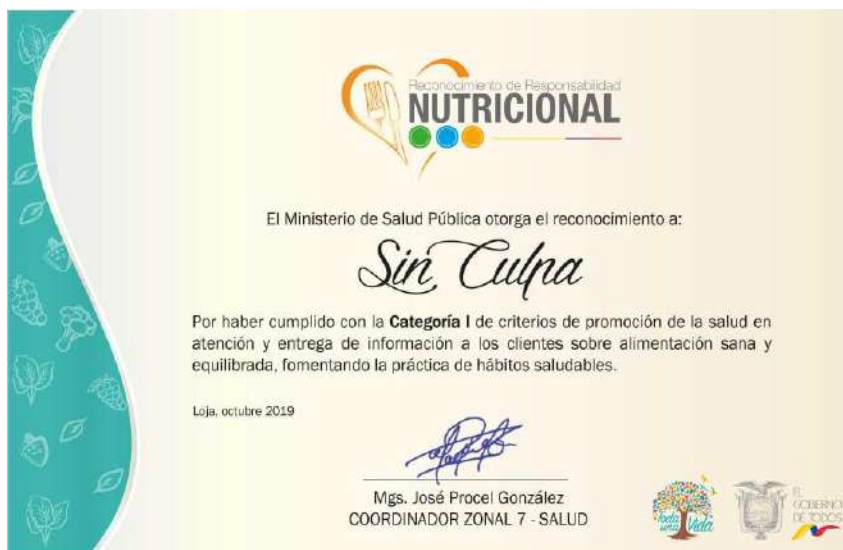 Reconocimiento de Responsabilidad
NUTRICIONAL
El Ministerio de Salud Pública otorga el reconocimiento a:
Sin Culpa
Por haber cumplido con la Categoría I de criterios de promoción de la salud en
atención y entrega de información a los clientes sobre alimentación sana y
equilibrada, fomentando la práctica de hábitos saludables.
Loja, octubre 2019
Mgs. José Procel González
COORDINADOR ZONAL 7 - SALUD
Toda
una Vida
EL
GOBIERNO
DE TODOS